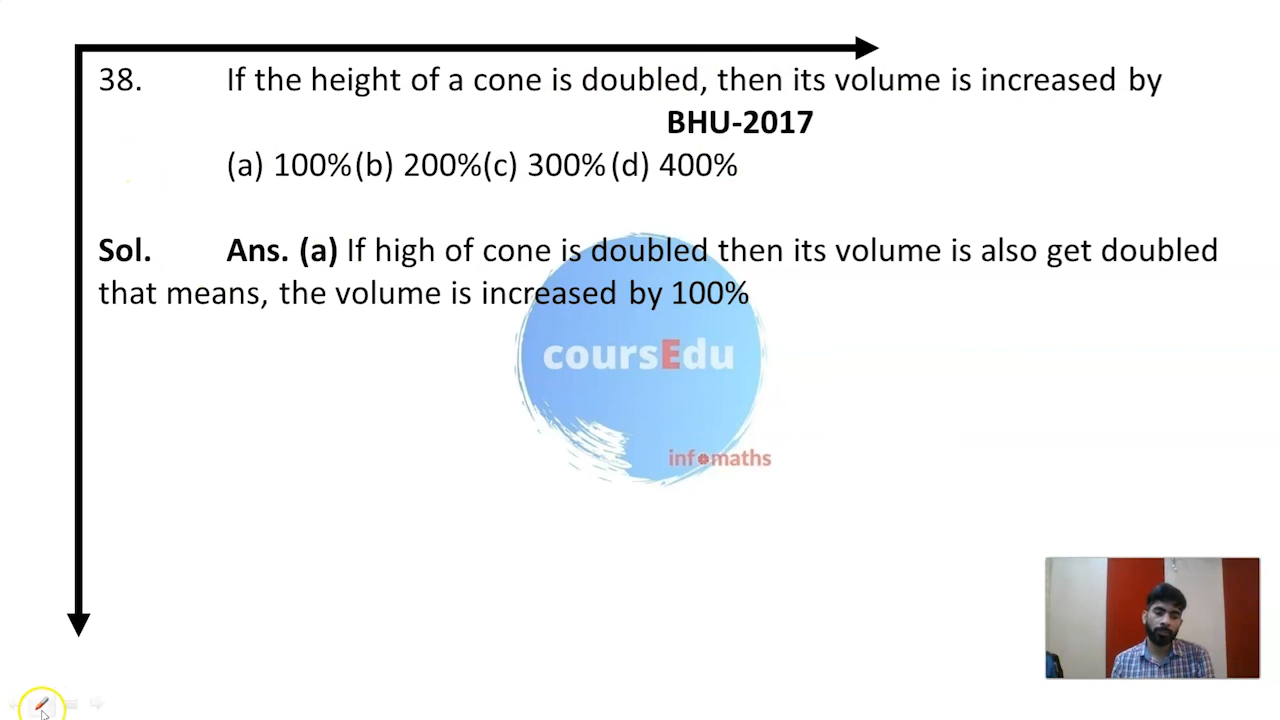 38. If the height of a cone is doubled, then its volume is increased by
BHU-2017
(a) 100% (b) 200% (c) 300% (d) 400%
Sol. Ans. (a) If high of cone is doubled then its volume is also get doubled
that means, the volume is increased by 100%
coursEdu
infomaths